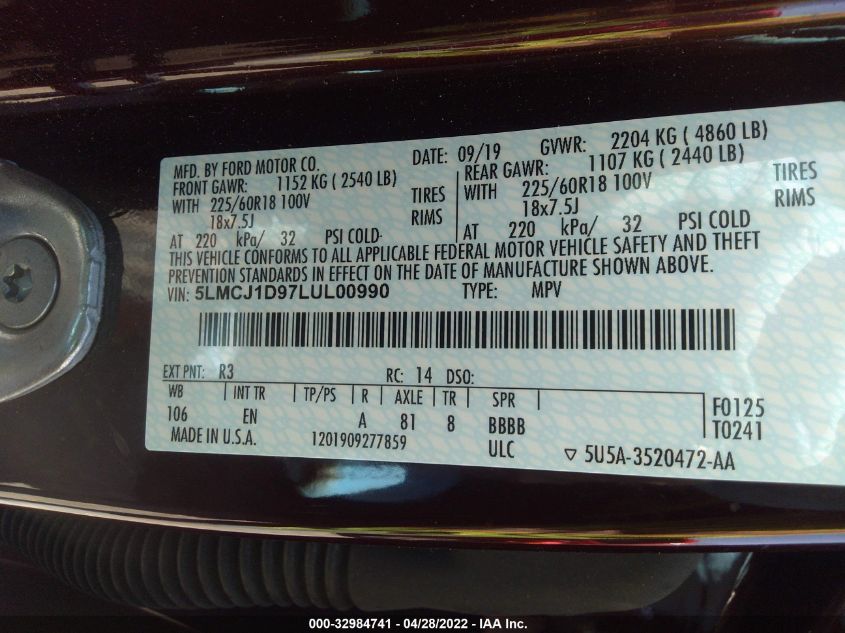 MFD. BY FORD MOTOR CO. DATE: 09/19 GVWR: 2204 KG ( 4860 LB)
FRONT GAWR: 1152 KG ( 2540 LB) REAR GAWR: 1107 KG ( 2440 LB)
WITH 225/60R18 100V TIRES WITH 225/60R18 100V TIRES
18x7.5J RIMS 18x7.5J RIMS
AT 220 kPa/ 32 PSI COLD AT 220 kPa/ 32 PSI COLD
THIS VEHICLE CONFORMS TO ALL APPLICABLE FEDERAL MOTOR VEHICLE SAFETY AND THEFT
PREVENTION STANDARDS IN EFFECT ON THE DATE OF MANUFACTURE SHOWN ABOVE.
VIN: 5LMCJ1D97LUL00990 TYPE: MPV
EXT PNT: R3 RC: 14 DSO:
WB INT TR TP/PS R AXLE TR SPR
106 EN A 81 8 BBBB
F0125
T0241
MADE IN U.S.A. 1201909277859 ULC ▽ 5U5A-3520472-AA
000-32984741 / 04/28/2022 - IAA Inc.